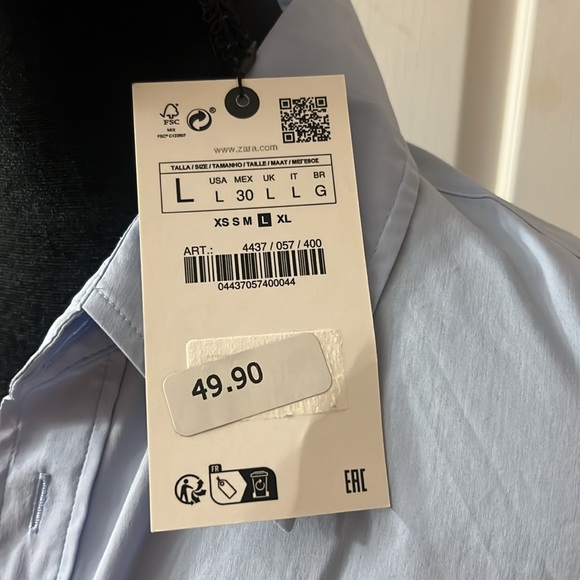 FSC
MIX
www.zara.com
TALLA / SIZE / TAMANHO / TAILLE / MAAT / ΜΕΓΕΘΟΣ
L USA MEX UK IT BR
L 30 L L G
XS S M L XL
ART.: 4437 / 057 / 400
04437057400044
49.90
FR
EAC